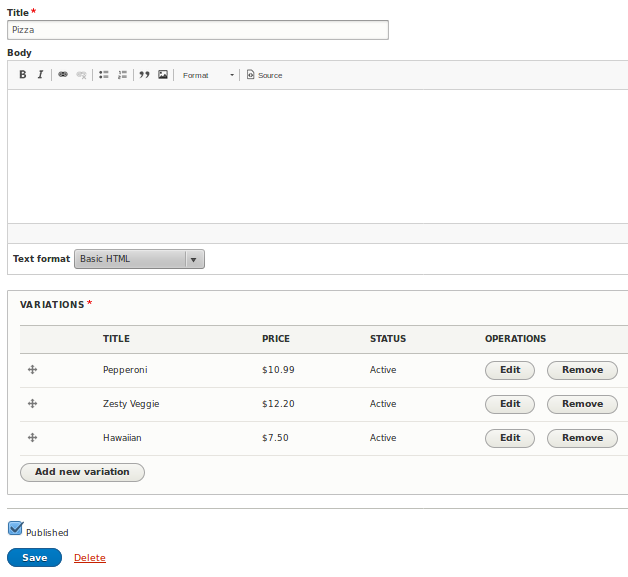 Title *
Pizza
Body
B I Format Source
Text format Basic HTML
VARIATIONS *
TITLE PRICE STATUS OPERATIONS
Pepperoni $10.99 Active Edit Remove
Zesty Veggie $12.20 Active Edit Remove
Hawaiian $7.50 Active Edit Remove
Add new variation
Published
Save Delete